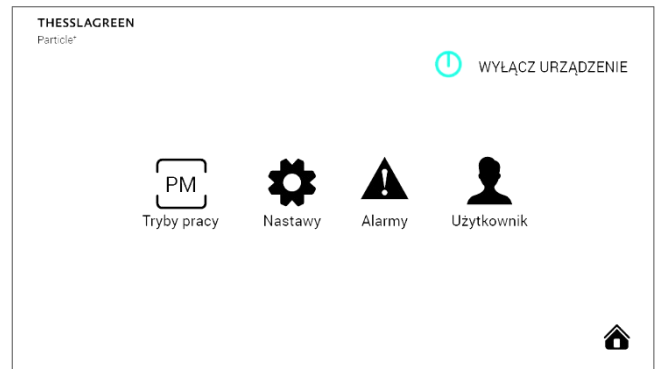 THESSLAGREEN
Particle⁺
WYŁĄCZ URZĄDZENIE
PM
Tryby pracy
Nastawy
Alarmy
Użytkownik